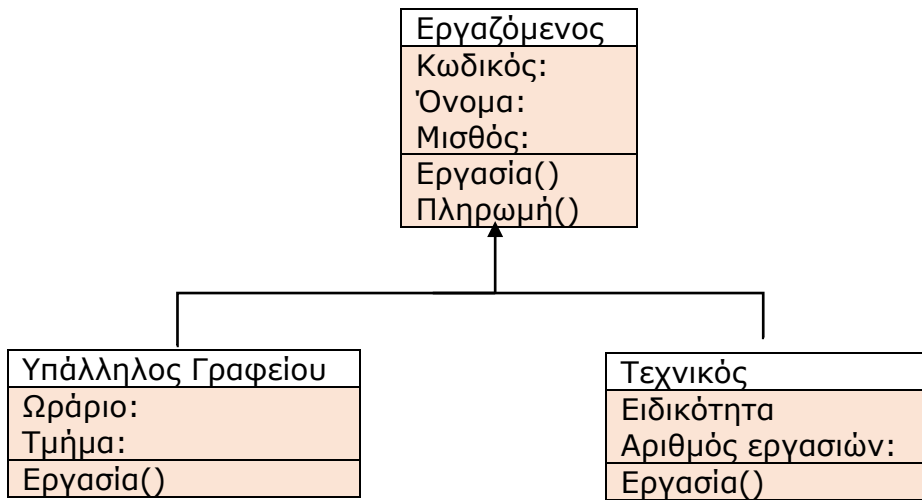 Εργαζόμενος
Κωδικός:
Όνομα:
Μισθός:
Εργασία()
Πληρωμή()
Υπάλληλος Γραφείου
Ωράριο:
Τμήμα:
Εργασία()
Τεχνικός
Ειδικότητα
Αριθμός εργασιών:
Εργασία()